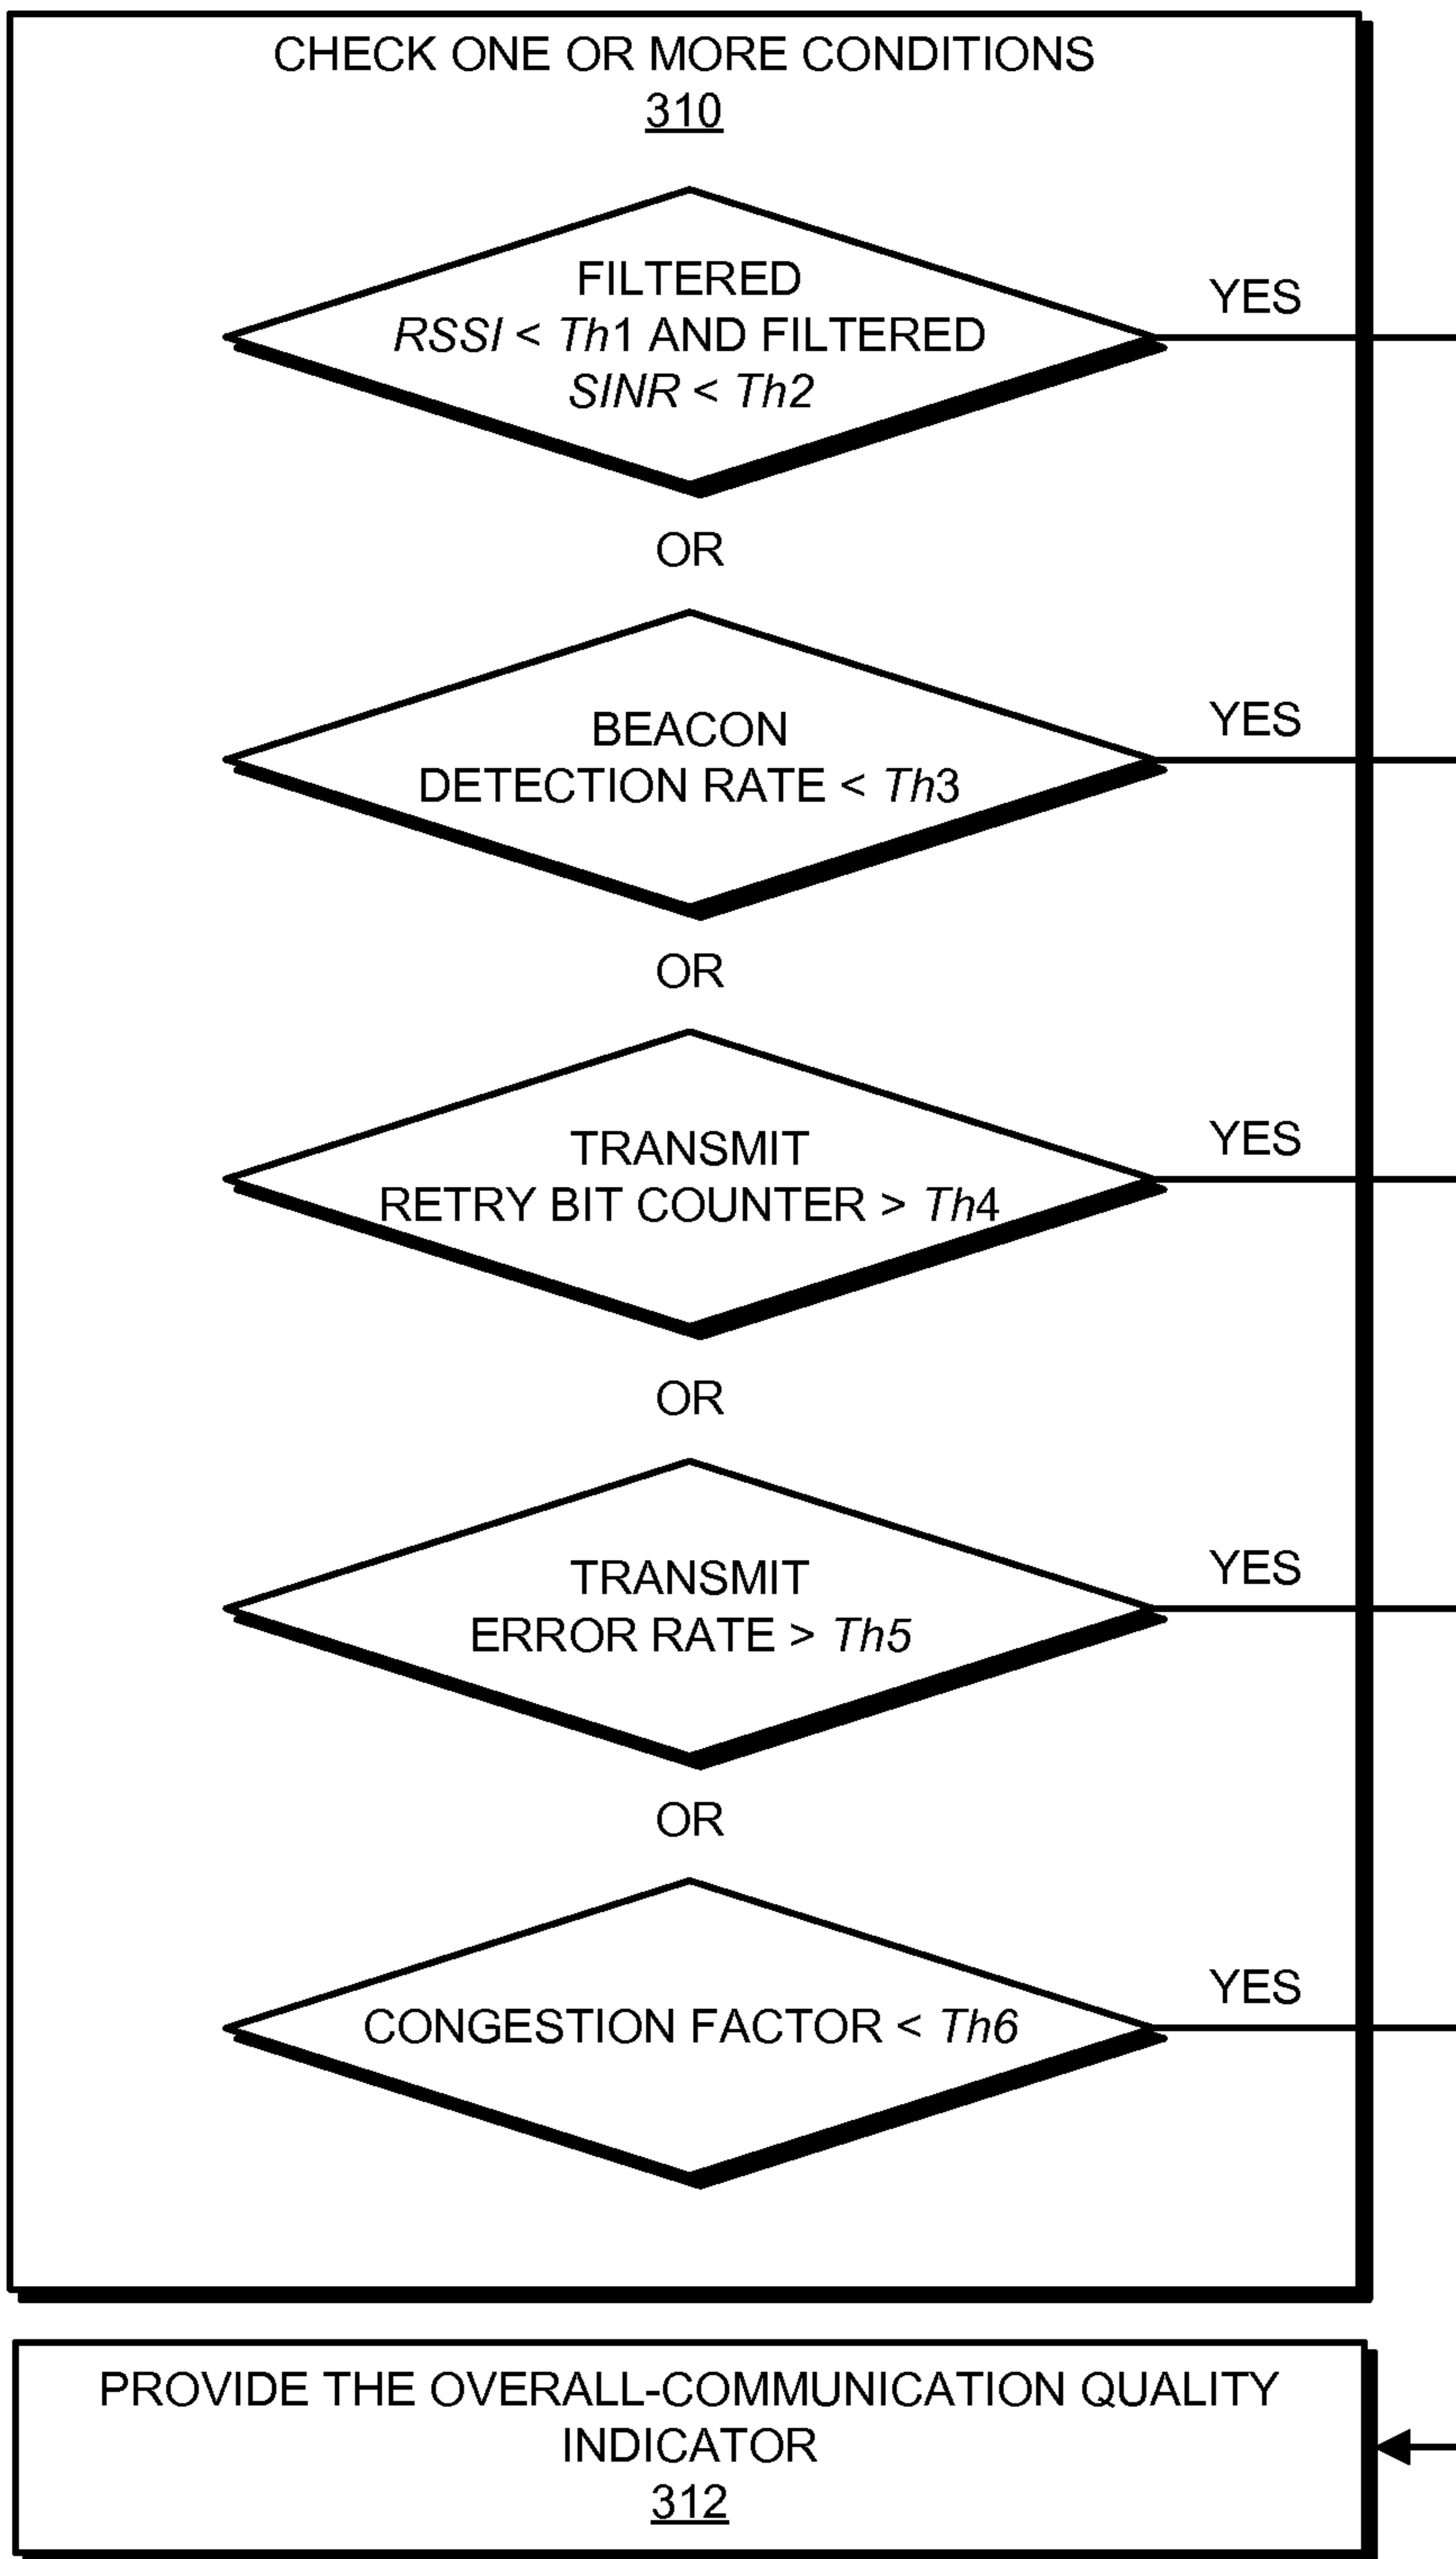 CHECK ONE OR MORE CONDITIONS
310
FILTERED
RSSI < Th1 AND FILTERED
SINR < Th2
YES
OR
BEACON
DETECTION RATE < Th3
YES
OR
TRANSMIT
RETRY BIT COUNTER > Th4
YES
OR
TRANSMIT
ERROR RATE > Th5
YES
OR
CONGESTION FACTOR < Th6
YES
PROVIDE THE OVERALL-COMMUNICATION QUALITY
INDICATOR
312